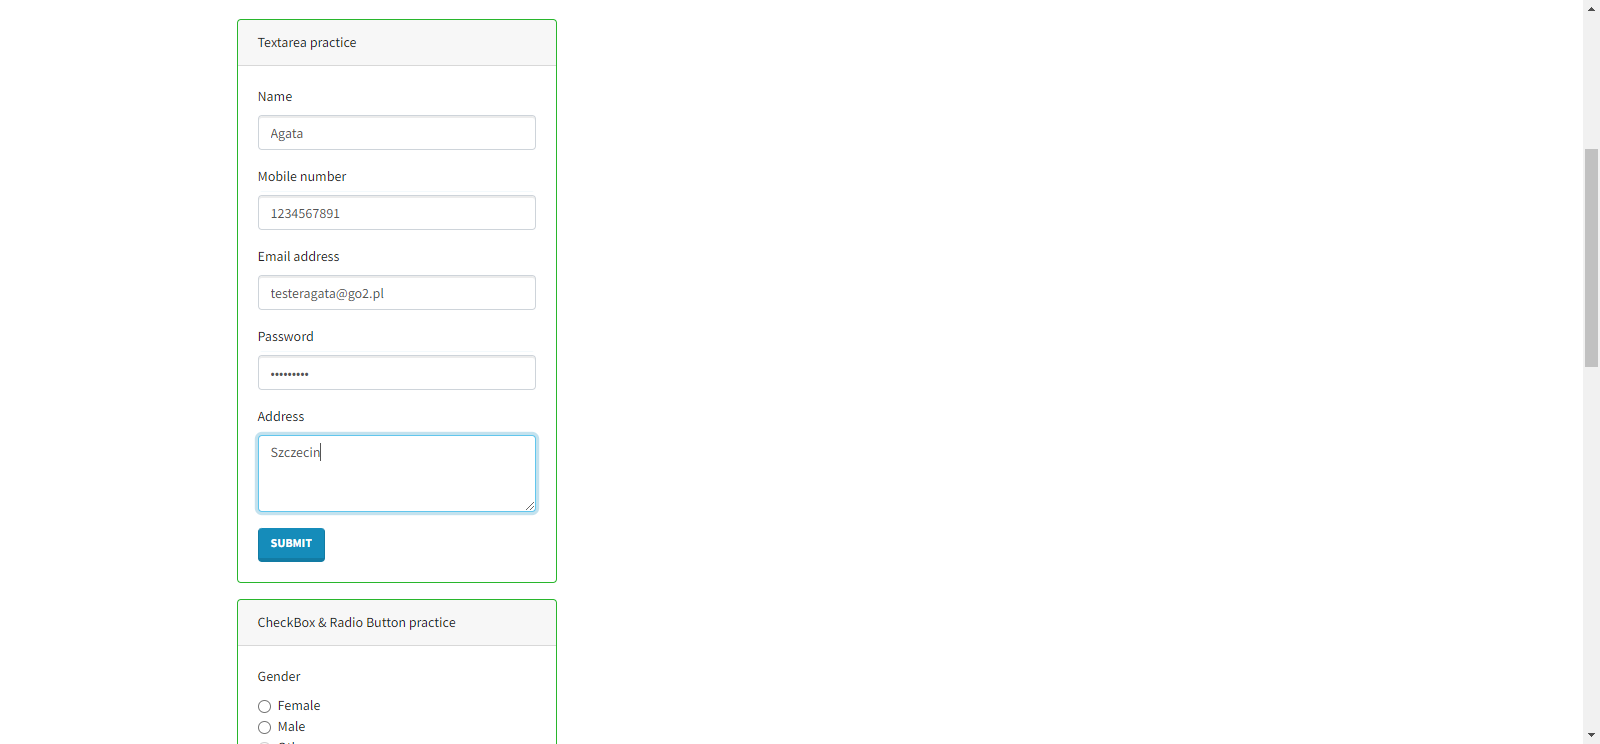 Textarea practice
Name
Agata
Mobile number
1234567891
Email address
testeragata@go2.pl
Password
•••••••••
Address
Szczecin
SUBMIT
CheckBox & Radio Button practice
Gender
Female
Male